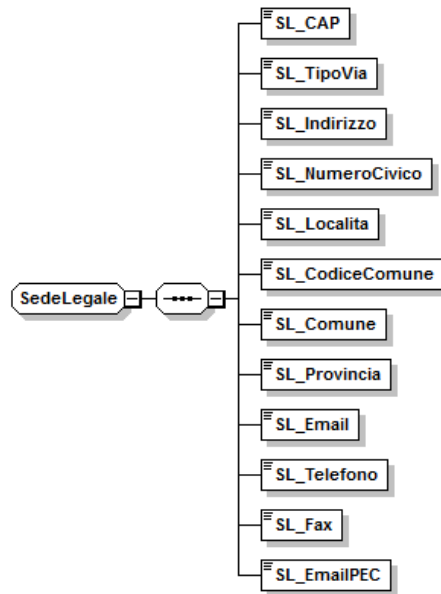 SL_CAP
SL_TipoVia
SL_Indirizzo
SL_NumeroCivico
SL_Localita
SL_CodiceComune
SedeLegale
SL_Comune
SL_Provincia
SL_Email
SL_Telefono
SL_Fax
SL_EmailPEC